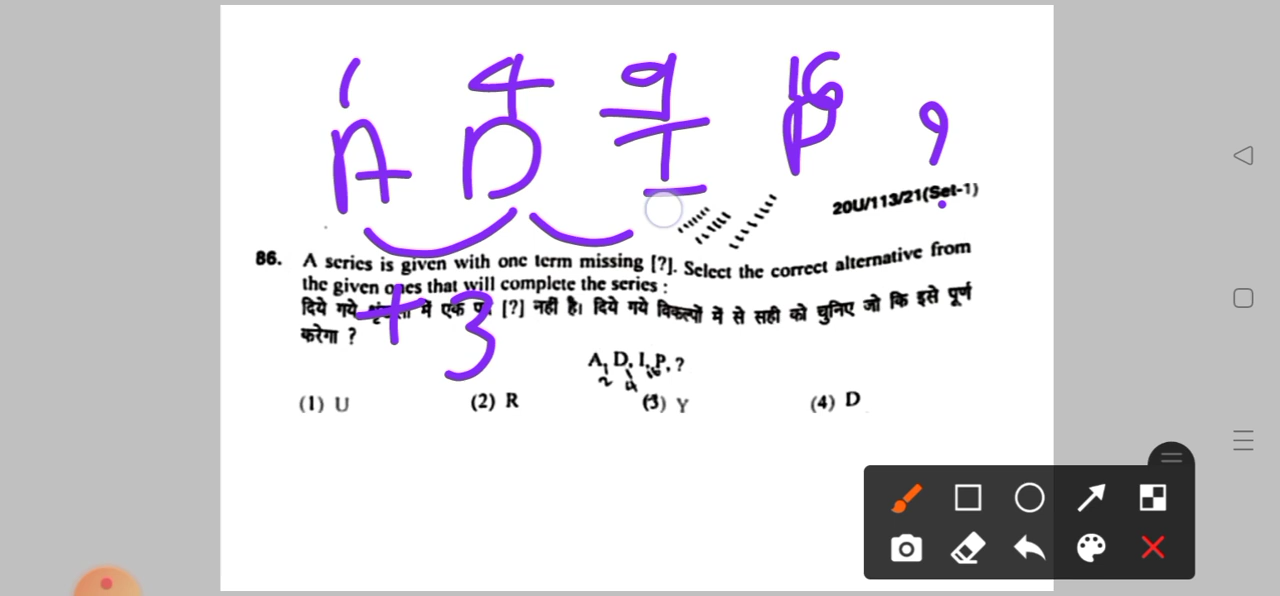 1 4 9 16
A D I P ?
20U/113/21(Set-1)
86. A series is given with one term missing [?]. Select the correct alternative from
the given ones that will complete the series :
दिये गये श्रृंखला में एक पद [?] नहीं है। दिये गये विकल्पों में से सही को चुनिए जो कि इसे पूर्ण
करेगा ?
+3
A, D, I, P, ?
(1) U (2) R (3) Y (4) D